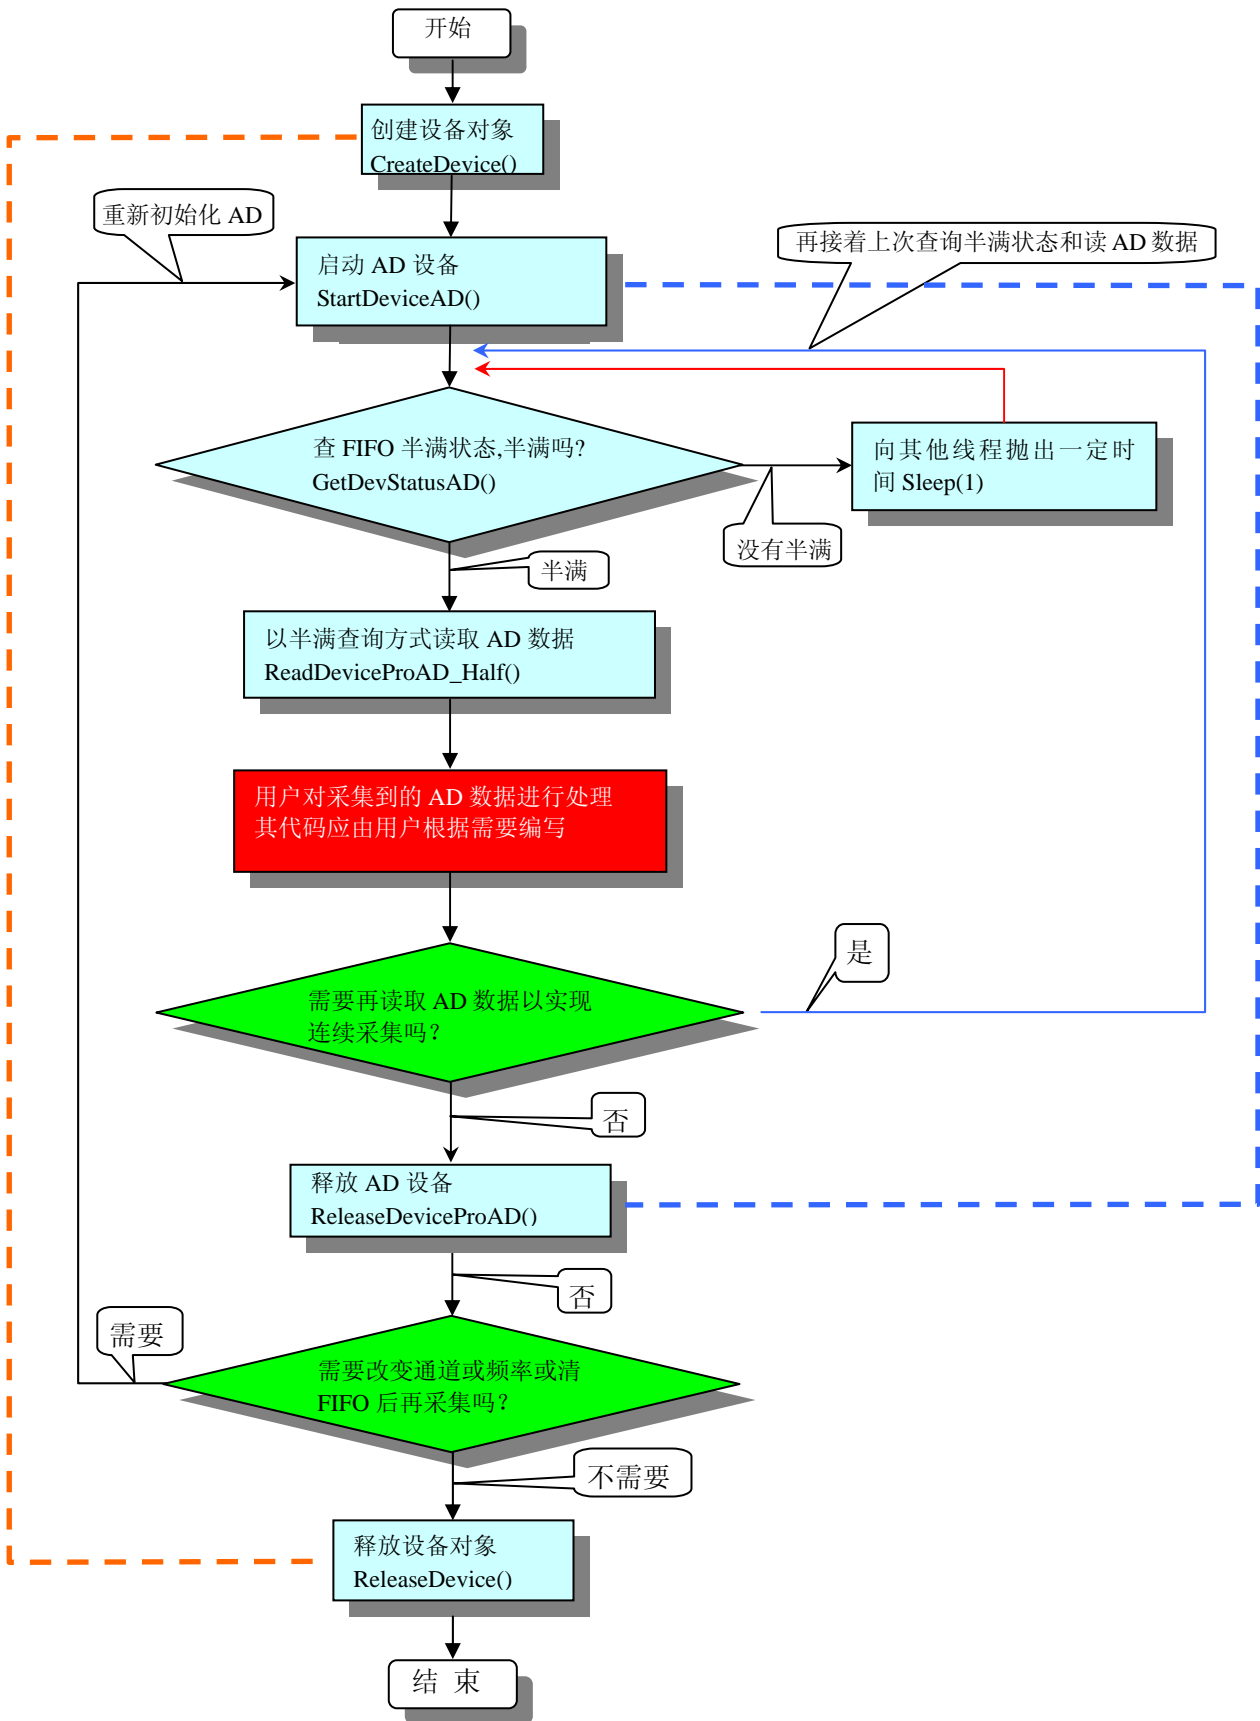 开始
创建设备对象
CreateDevice()
重新初始化 AD
再接着上次查询半满状态和读 AD 数据
启动 AD 设备
StartDeviceAD()
查 FIFO 半满状态,半满吗?
GetDevStatusAD()
向其他线程抛出一定时
间 Sleep(1)
没有半满
半满
以半满查询方式读取 AD 数据
ReadDeviceProAD_Half()
用户对采集到的 AD 数据进行处理
其代码应由用户根据需要编写
是
需要再读取 AD 数据以实现
连续采集吗？
否
释放 AD 设备
ReleaseDeviceProAD()
否
需要
需要改变通道或频率或清
FIFO 后再采集吗？
不需要
释放设备对象
ReleaseDevice()
结 束